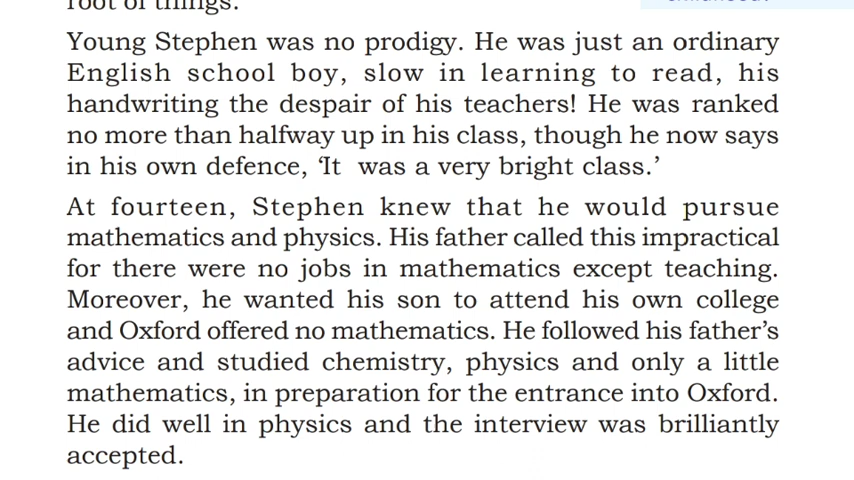 root of things.
Young Stephen was no prodigy. He was just an ordinary
English school boy, slow in learning to read, his
handwriting the despair of his teachers! He was ranked
no more than halfway up in his class, though he now says
in his own defence, ‘It was a very bright class.’
At fourteen, Stephen knew that he would pursue
mathematics and physics. His father called this impractical
for there were no jobs in mathematics except teaching.
Moreover, he wanted his son to attend his own college
and Oxford offered no mathematics. He followed his father’s
advice and studied chemistry, physics and only a little
mathematics, in preparation for the entrance into Oxford.
He did well in physics and the interview was brilliantly
accepted.